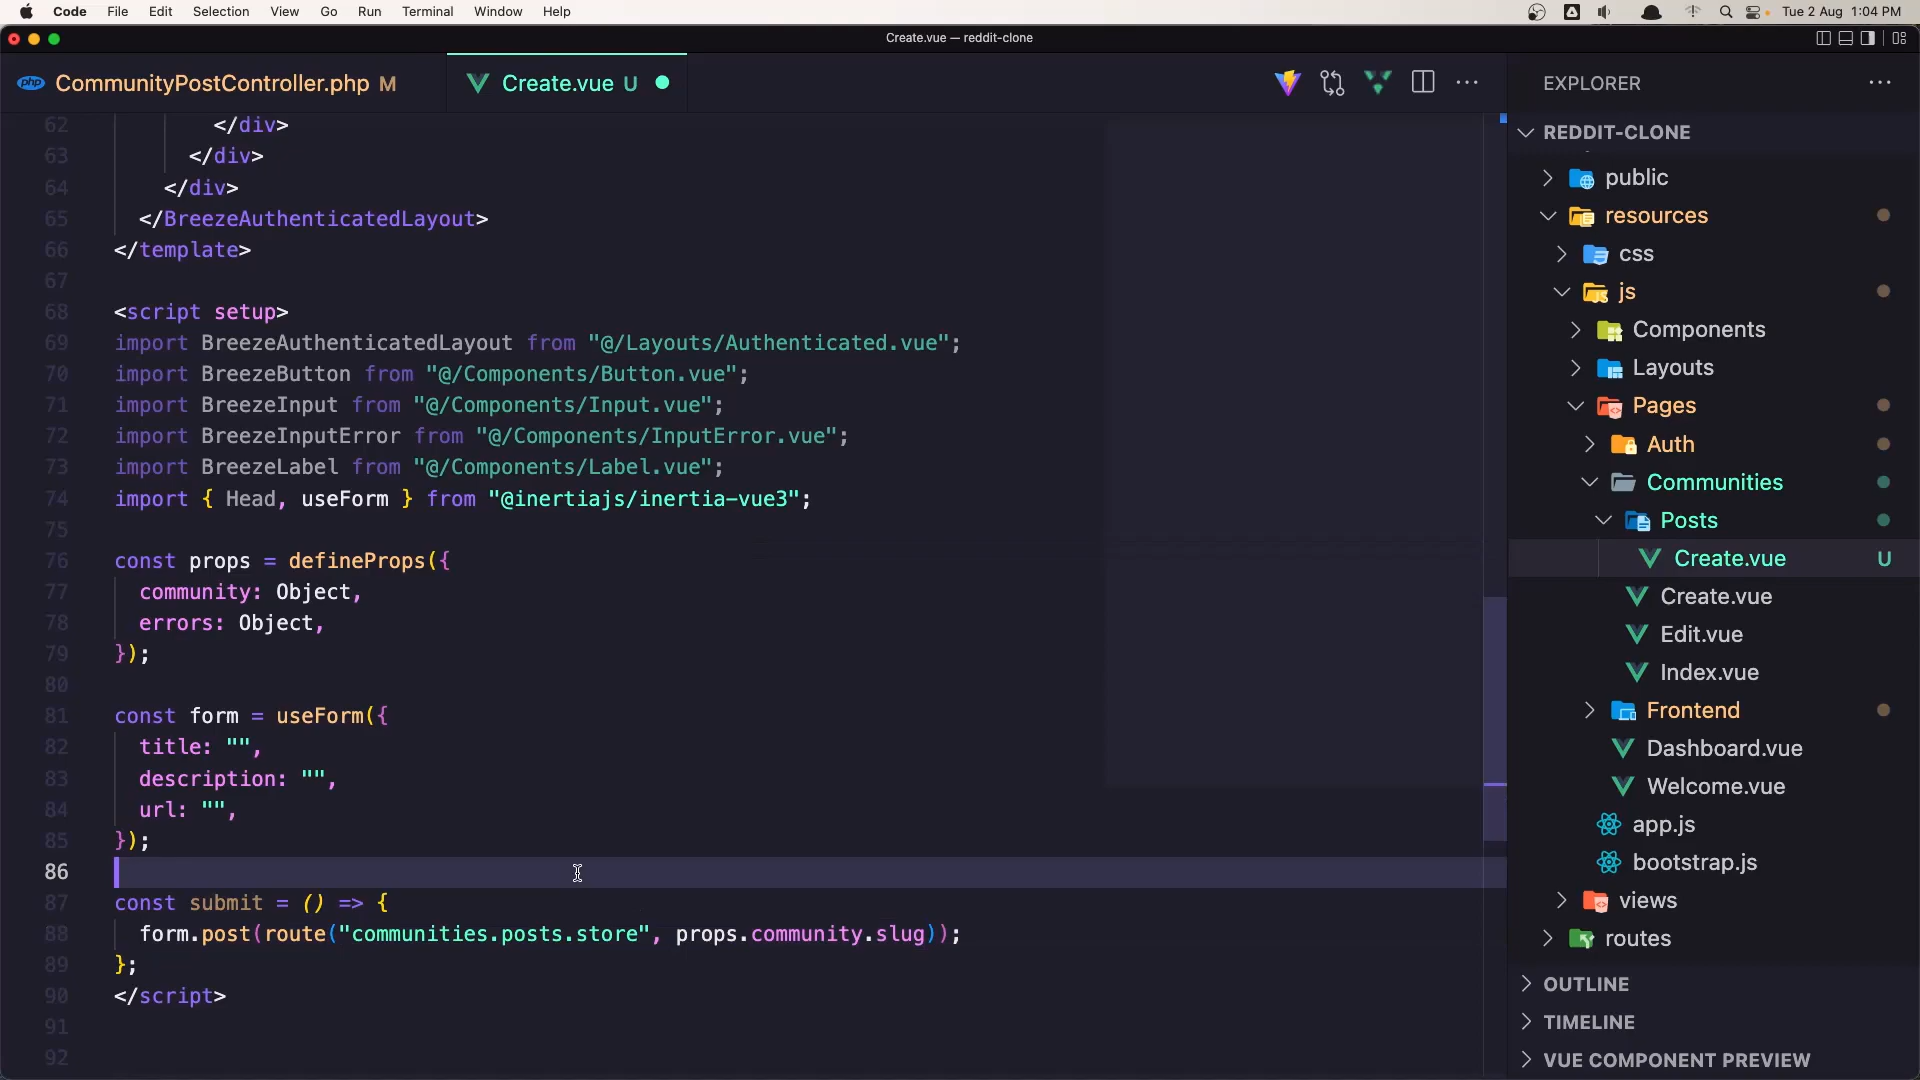 Code File Edit Selection View Go Run Terminal Window Help Tue 2 Aug 1:04 PM
Create.vue — reddit-clone
CommunityPostController.php M Create.vue U
EXPLORER
REDDIT-CLONE
62 </div>
63 </div>
64 </div>
65 </BreezeAuthenticatedLayout>
66 </template>
67
68 <script setup>
69 import BreezeAuthenticatedLayout from "@/Layouts/Authenticated.vue";
70 import BreezeButton from "@/Components/Button.vue";
71 import BreezeInput from "@/Components/Input.vue";
72 import BreezeInputError from "@/Components/InputError.vue";
73 import BreezeLabel from "@/Components/Label.vue";
74 import { Head, useForm } from "@inertiajs/inertia-vue3";
75
76 const props = defineProps({
77 community: Object,
78 errors: Object,
79 });
80
81 const form = useForm({
82 title: "",
83 description: "",
84 url: "",
85 });
86
87 const submit = () => {
88 form.post(route("communities.posts.store", props.community.slug));
89 };
90 </script>
91
92
public
resources
css
js
Components
Layouts
Pages
Auth
Communities
Posts
Create.vue U
Create.vue
Edit.vue
Index.vue
Frontend
Dashboard.vue
Welcome.vue
app.js
bootstrap.js
views
routes
OUTLINE
TIMELINE
VUE COMPONENT PREVIEW